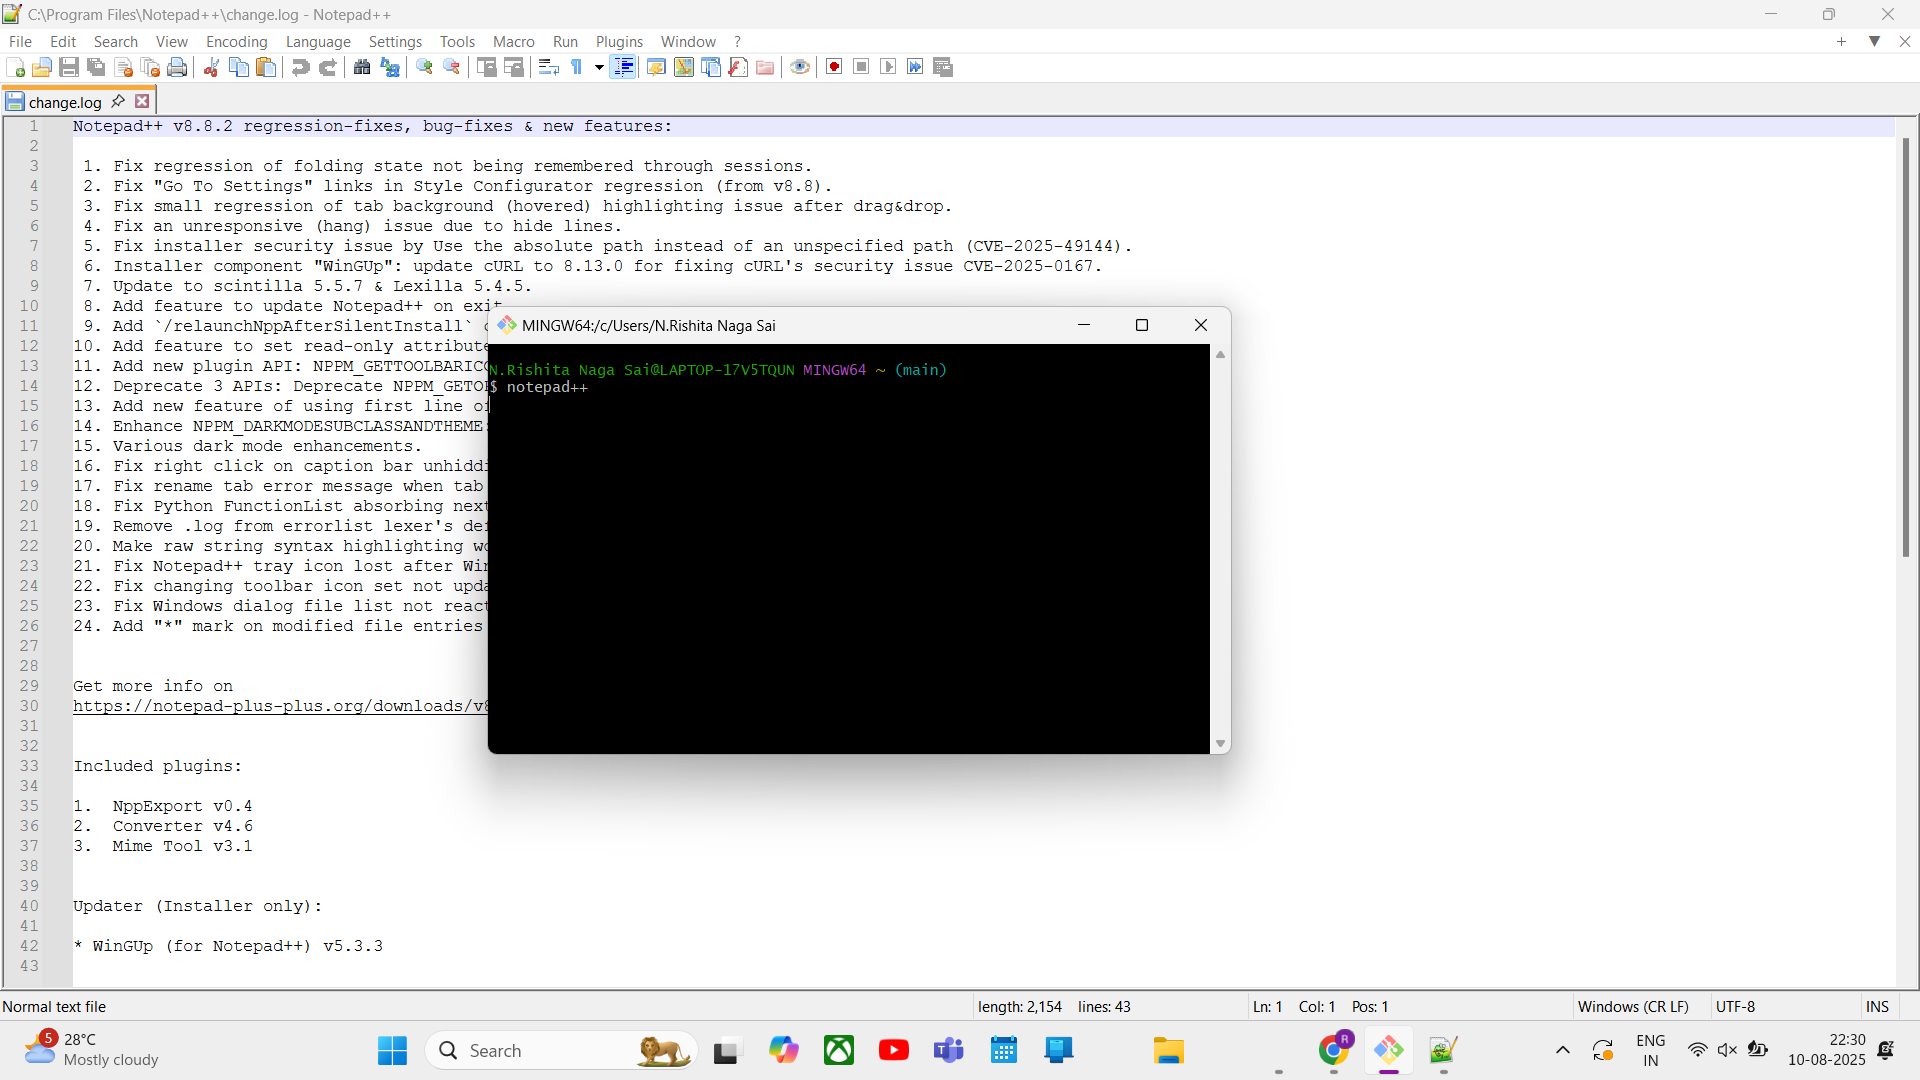 C:\Program Files\Notepad++\change.log - Notepad++
File Edit Search View Encoding Language Settings Tools Macro Run Plugins Window ?
change.log
1 Notepad++ v8.8.2 regression-fixes, bug-fixes & new features:
2
3 1. Fix regression of folding state not being remembered through sessions.
4 2. Fix "Go To Settings" links in Style Configurator regression (from v8.8).
5 3. Fix small regression of tab background (hovered) highlighting issue after drag&drop.
6 4. Fix an unresponsive (hang) issue due to hide lines.
7 5. Fix installer security issue by Use the absolute path instead of an unspecified path (CVE-2025-49144).
8 6. Installer component "WinGUp": update cURL to 8.13.0 for fixing cURL's security issue CVE-2025-0167.
9 7. Update to scintilla 5.5.7 & Lexilla 5.4.5.
10 8. Add feature to update Notepad++ on exit
11 9. Add `/relaunchNppAfterSilentInstall`
12 10. Add feature to set read-only attribute
13 11. Add new plugin API: NPPM_GETTOOLBARICO
14 12. Deprecate 3 APIs: Deprecate NPPM_GETOP
15 13. Add new feature of using first line of
16 14. Enhance NPPM_DARKMODESUBCLASSANDTHEME
17 15. Various dark mode enhancements.
18 16. Fix right click on caption bar unhiddi
19 17. Fix rename tab error message when tab
20 18. Fix Python FunctionList absorbing next
21 19. Remove .log from errorlist lexer's def
22 20. Make raw string syntax highlighting wo
23 21. Fix Notepad++ tray icon lost after Win
24 22. Fix changing toolbar icon set not upda
25 23. Fix Windows dialog file list not react
26 24. Add "*" mark on modified file entries
27
28
29 Get more info on
30 https://notepad-plus-plus.org/downloads/v8
31
32
33 Included plugins:
34
35 1. NppExport v0.4
36 2. Converter v4.6
37 3. Mime Tool v3.1
38
39
40 Updater (Installer only):
41
42 * WinGUp (for Notepad++) v5.3.3
43
MINGW64:/c/Users/N.Rishita Naga Sai
N.Rishita Naga Sai@LAPTOP-17V5TQUN MINGW64 ~ (main)
$ notepad++
Normal text file length: 2,154 lines: 43 Ln: 1 Col: 1 Pos: 1 Windows (CR LF) UTF-8 INS
5
28°C
Mostly cloudy
Search
R
ENG
IN
22:30
10-08-2025